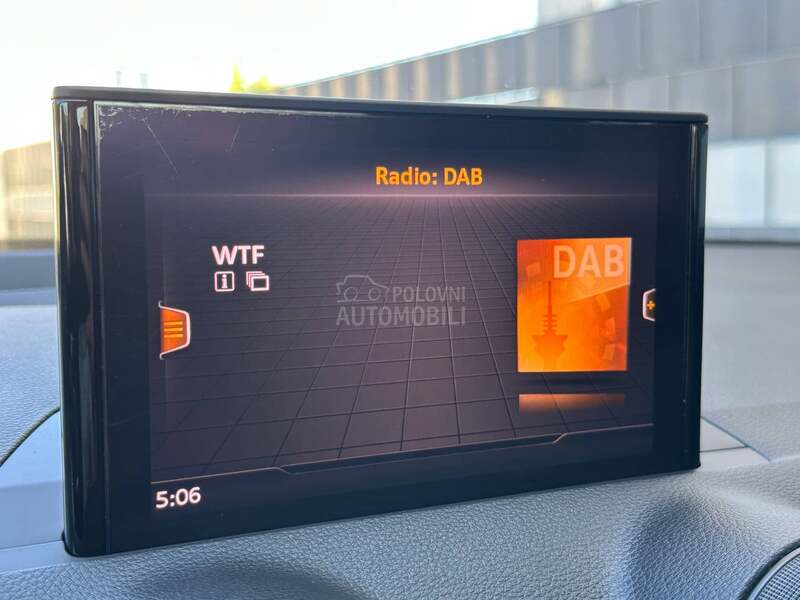 Radio: DAB
WTF
DAB
POLOVNI
AUTOMOBILI
5:06